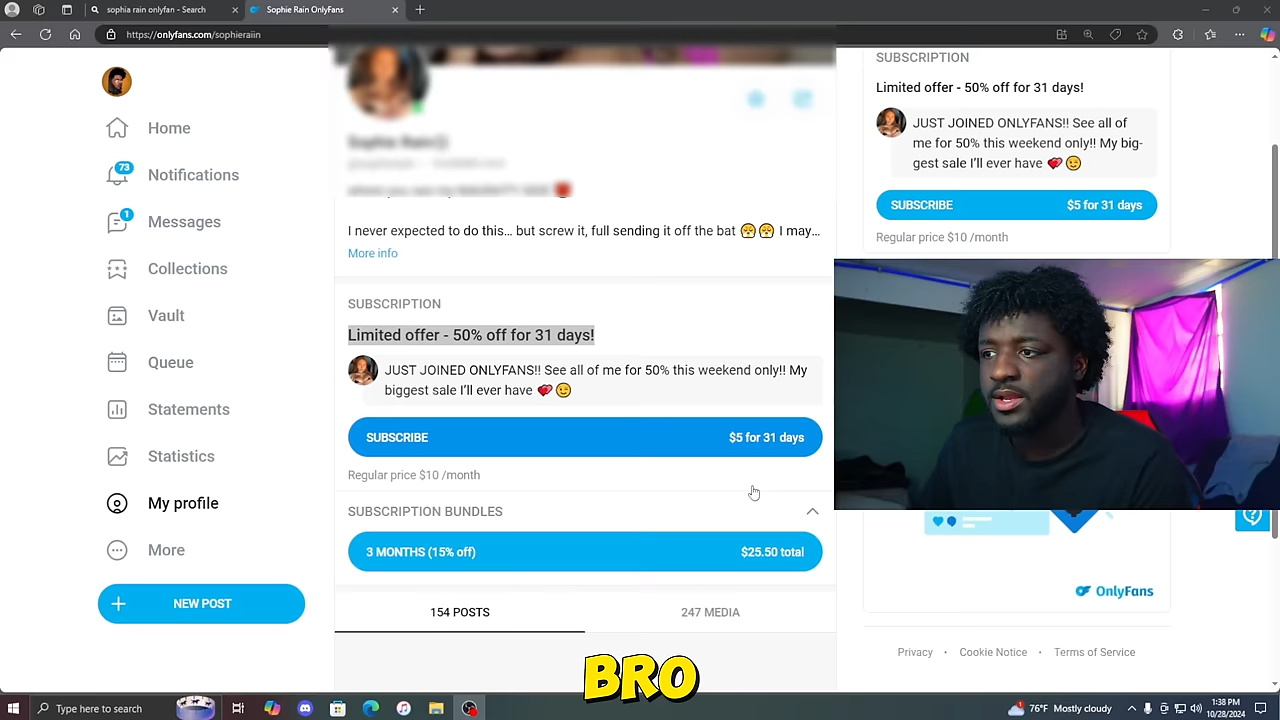 sophia rain onlyfan - Search
Sophie Rain OnlyFans
https://onlyfans.com/sophieraiin
Home
73
Notifications
1
Messages
Collections
Vault
Queue
Statements
Statistics
My profile
More
NEW POST
I never expected to do this… but screw it, full sending it off the bat 😤😤 I may…
More info
SUBSCRIPTION
Limited offer - 50% off for 31 days!
JUST JOINED ONLYFANS!! See all of me for 50% this weekend only!! My
biggest sale I'll ever have 💝😉
SUBSCRIBE $5 for 31 days
Regular price $10 /month
SUBSCRIPTION BUNDLES
3 MONTHS (15% off) $25.50 total
154 POSTS 247 MEDIA
SUBSCRIPTION
Limited offer - 50% off for 31 days!
JUST JOINED ONLYFANS!! See all of
me for 50% this weekend only!! My big-
gest sale I'll ever have 💝😉
SUBSCRIBE $5 for 31 days
Regular price $10 /month
OnlyFans
Privacy • Cookie Notice • Terms of Service
BRO
Type here to search
76°F Mostly cloudy
1:38 PM
10/28/2024